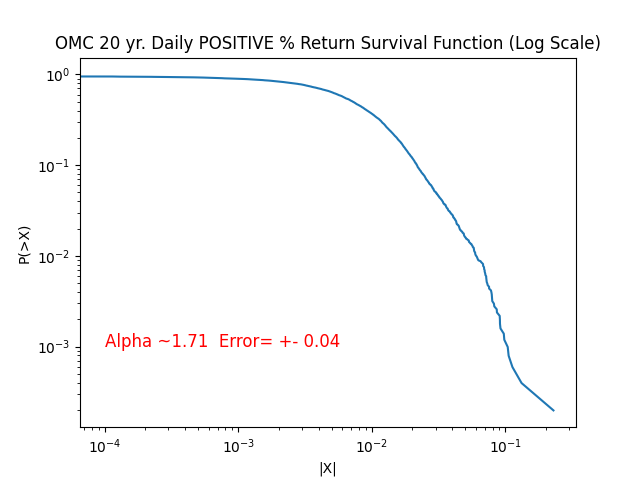 OMC 20 yr. Daily POSITIVE % Return Survival Function (Log Scale)
10⁰
10⁻¹
10⁻²
10⁻³
P(>X)
Alpha ~1.71  Error= +- 0.04
10⁻⁴ 10⁻³ 10⁻² 10⁻¹
|X|